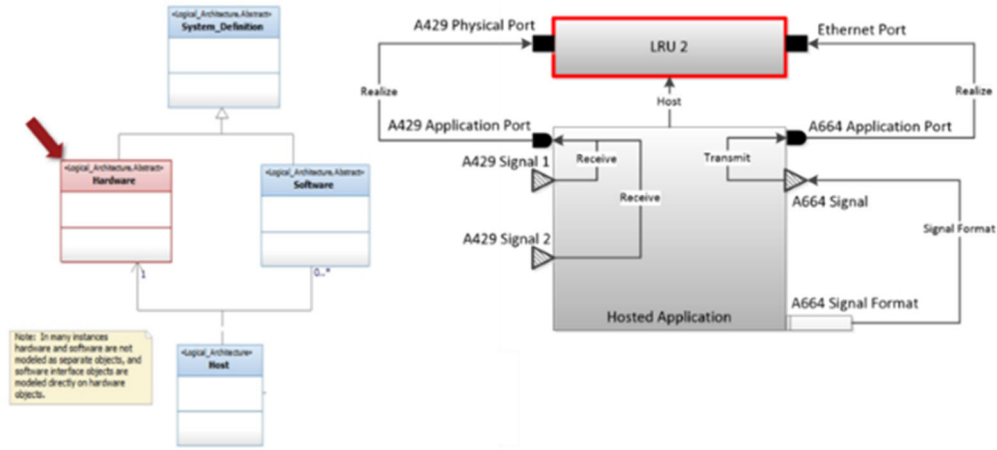 «Logical_Architecture,Abstract»
System_Definition
«Logical_Architecture,Abstract»
Hardware
«Logical_Architecture,Abstract»
Software
1
0..*
Note: In many instances
hardware and software are not
modeled as separate objects, and
software interface objects are
modeled directly on hardware
objects.
«Logical_Architecture»
Host
A429 Physical Port
LRU 2
Ethernet Port
Realize
Host
Realize
A429 Application Port
A664 Application Port
A429 Signal 1
Receive
Transmit
Receive
A664 Signal
A429 Signal 2
Signal Format
A664 Signal Format
Hosted Application